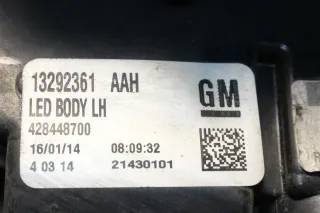 13292361 AAH
GM
LED BODY LH
428448700
16/01/14 08:09:32
4 03 14 21430101